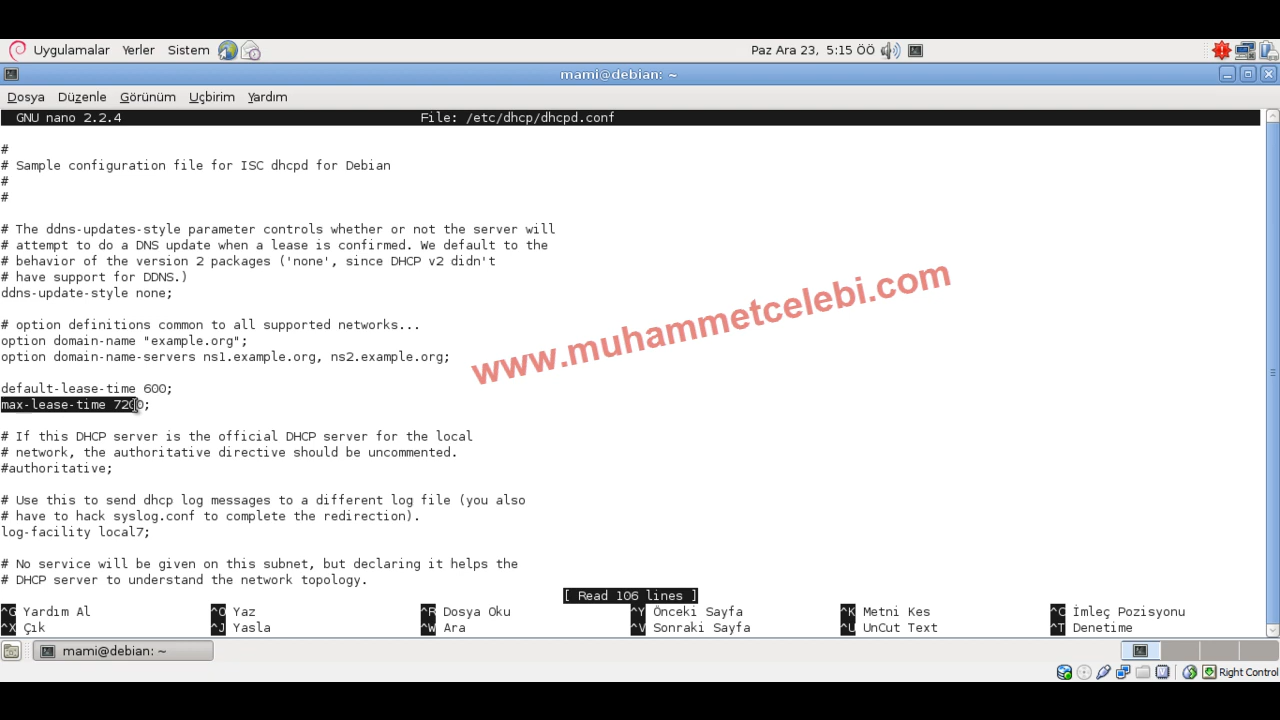 Uygulamalar Yerler Sistem Paz Ara 23, 5:15 ÖÖ
mami@debian: ~
Dosya Düzenle Görünüm Uçbirim Yardım
GNU nano 2.2.4 File: /etc/dhcp/dhcpd.conf
#
# Sample configuration file for ISC dhcpd for Debian
#
#
# The ddns-updates-style parameter controls whether or not the server will
# attempt to do a DNS update when a lease is confirmed. We default to the
# behavior of the version 2 packages ('none', since DHCP v2 didn't
# have support for DDNS.)
ddns-update-style none;
# option definitions common to all supported networks...
option domain-name "example.org";
option domain-name-servers ns1.example.org, ns2.example.org;
www.muhammetcelebi.com
default-lease-time 600;
max-lease-time 7200;
# If this DHCP server is the official DHCP server for the local
# network, the authoritative directive should be uncommented.
#authoritative;
# Use this to send dhcp log messages to a different log file (you also
# have to hack syslog.conf to complete the redirection).
log-facility local7;
# No service will be given on this subnet, but declaring it helps the
# DHCP server to understand the network topology.
[ Read 106 lines ]
^G Yardım Al ^O Yaz ^R Dosya Oku ^Y Önceki Sayfa ^K Metni Kes ^C İmleç Pozisyonu
^X Çık ^J Yasla ^W Ara ^V Sonraki Sayfa ^U UnCut Text ^T Denetime
mami@debian: ~
Right Control